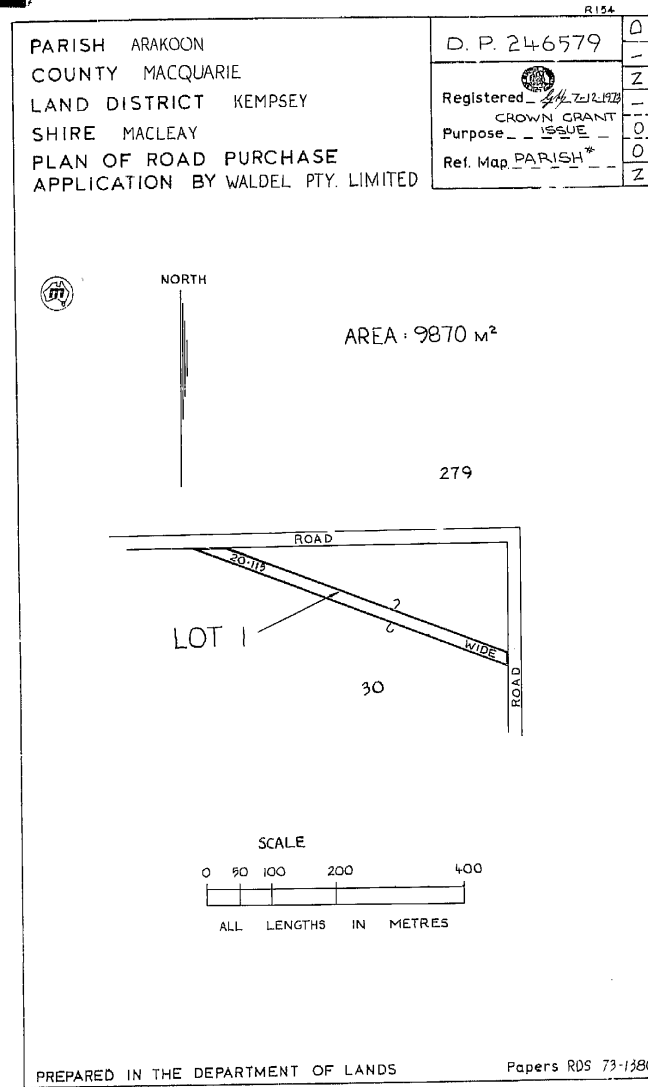 R154
PARISH ARAKOON
COUNTY MACQUARIE
LAND DISTRICT KEMPSEY
SHIRE MACLEAY
PLAN OF ROAD PURCHASE
APPLICATION BY WALDEL PTY. LIMITED
D. P. 246579
Registered 7-12-1973
CROWN GRANT
Purpose ISSUE
Ref. Map PARISH*
NORTH
AREA : 9870 M²
279
ROAD
20·115
LOT 1
WIDE
30
ROAD
SCALE
0 50 100 200 400
ALL LENGTHS IN METRES
PREPARED IN THE DEPARTMENT OF LANDS
Papers RDS 73-1380